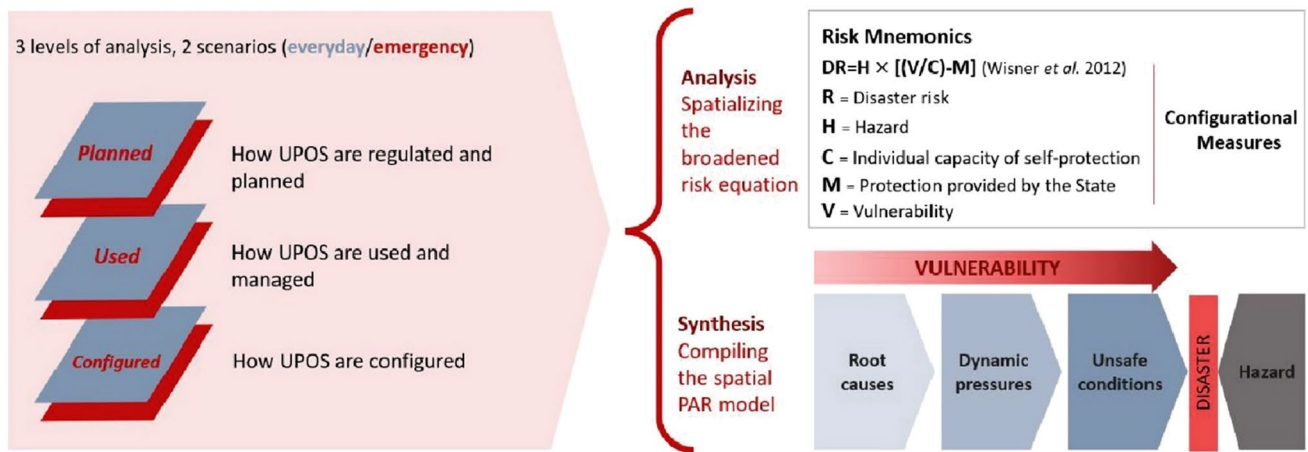 3 levels of analysis, 2 scenarios (everyday/emergency)
Planned
How UPOS are regulated and
planned
Used
How UPOS are used and
managed
Configured
How UPOS are configured
Analysis
Spatializing
the
broadened
risk equation
Synthesis
Compiling
the spatial
PAR model
Risk Mnemonics
DR=H × [(V/C)-M] (Wisner et al. 2012)
R = Disaster risk
H = Hazard
C = Individual capacity of self-protection
M = Protection provided by the State
V = Vulnerability
Configurational
Measures
VULNERABILITY
Root
causes
Dynamic
pressures
Unsafe
conditions
DISASTER
Hazard